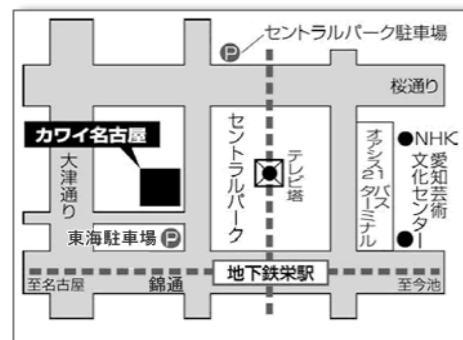 セントラルパーク駐車場
P
桜通り
カワイ名古屋
大津通り
セントラルパーク
テレビ塔
オアシス21
バスターミナル
NHK
愛知芸術
文化センター
東海駐車場 P
地下鉄栄駅
至名古屋
錦通
至今池